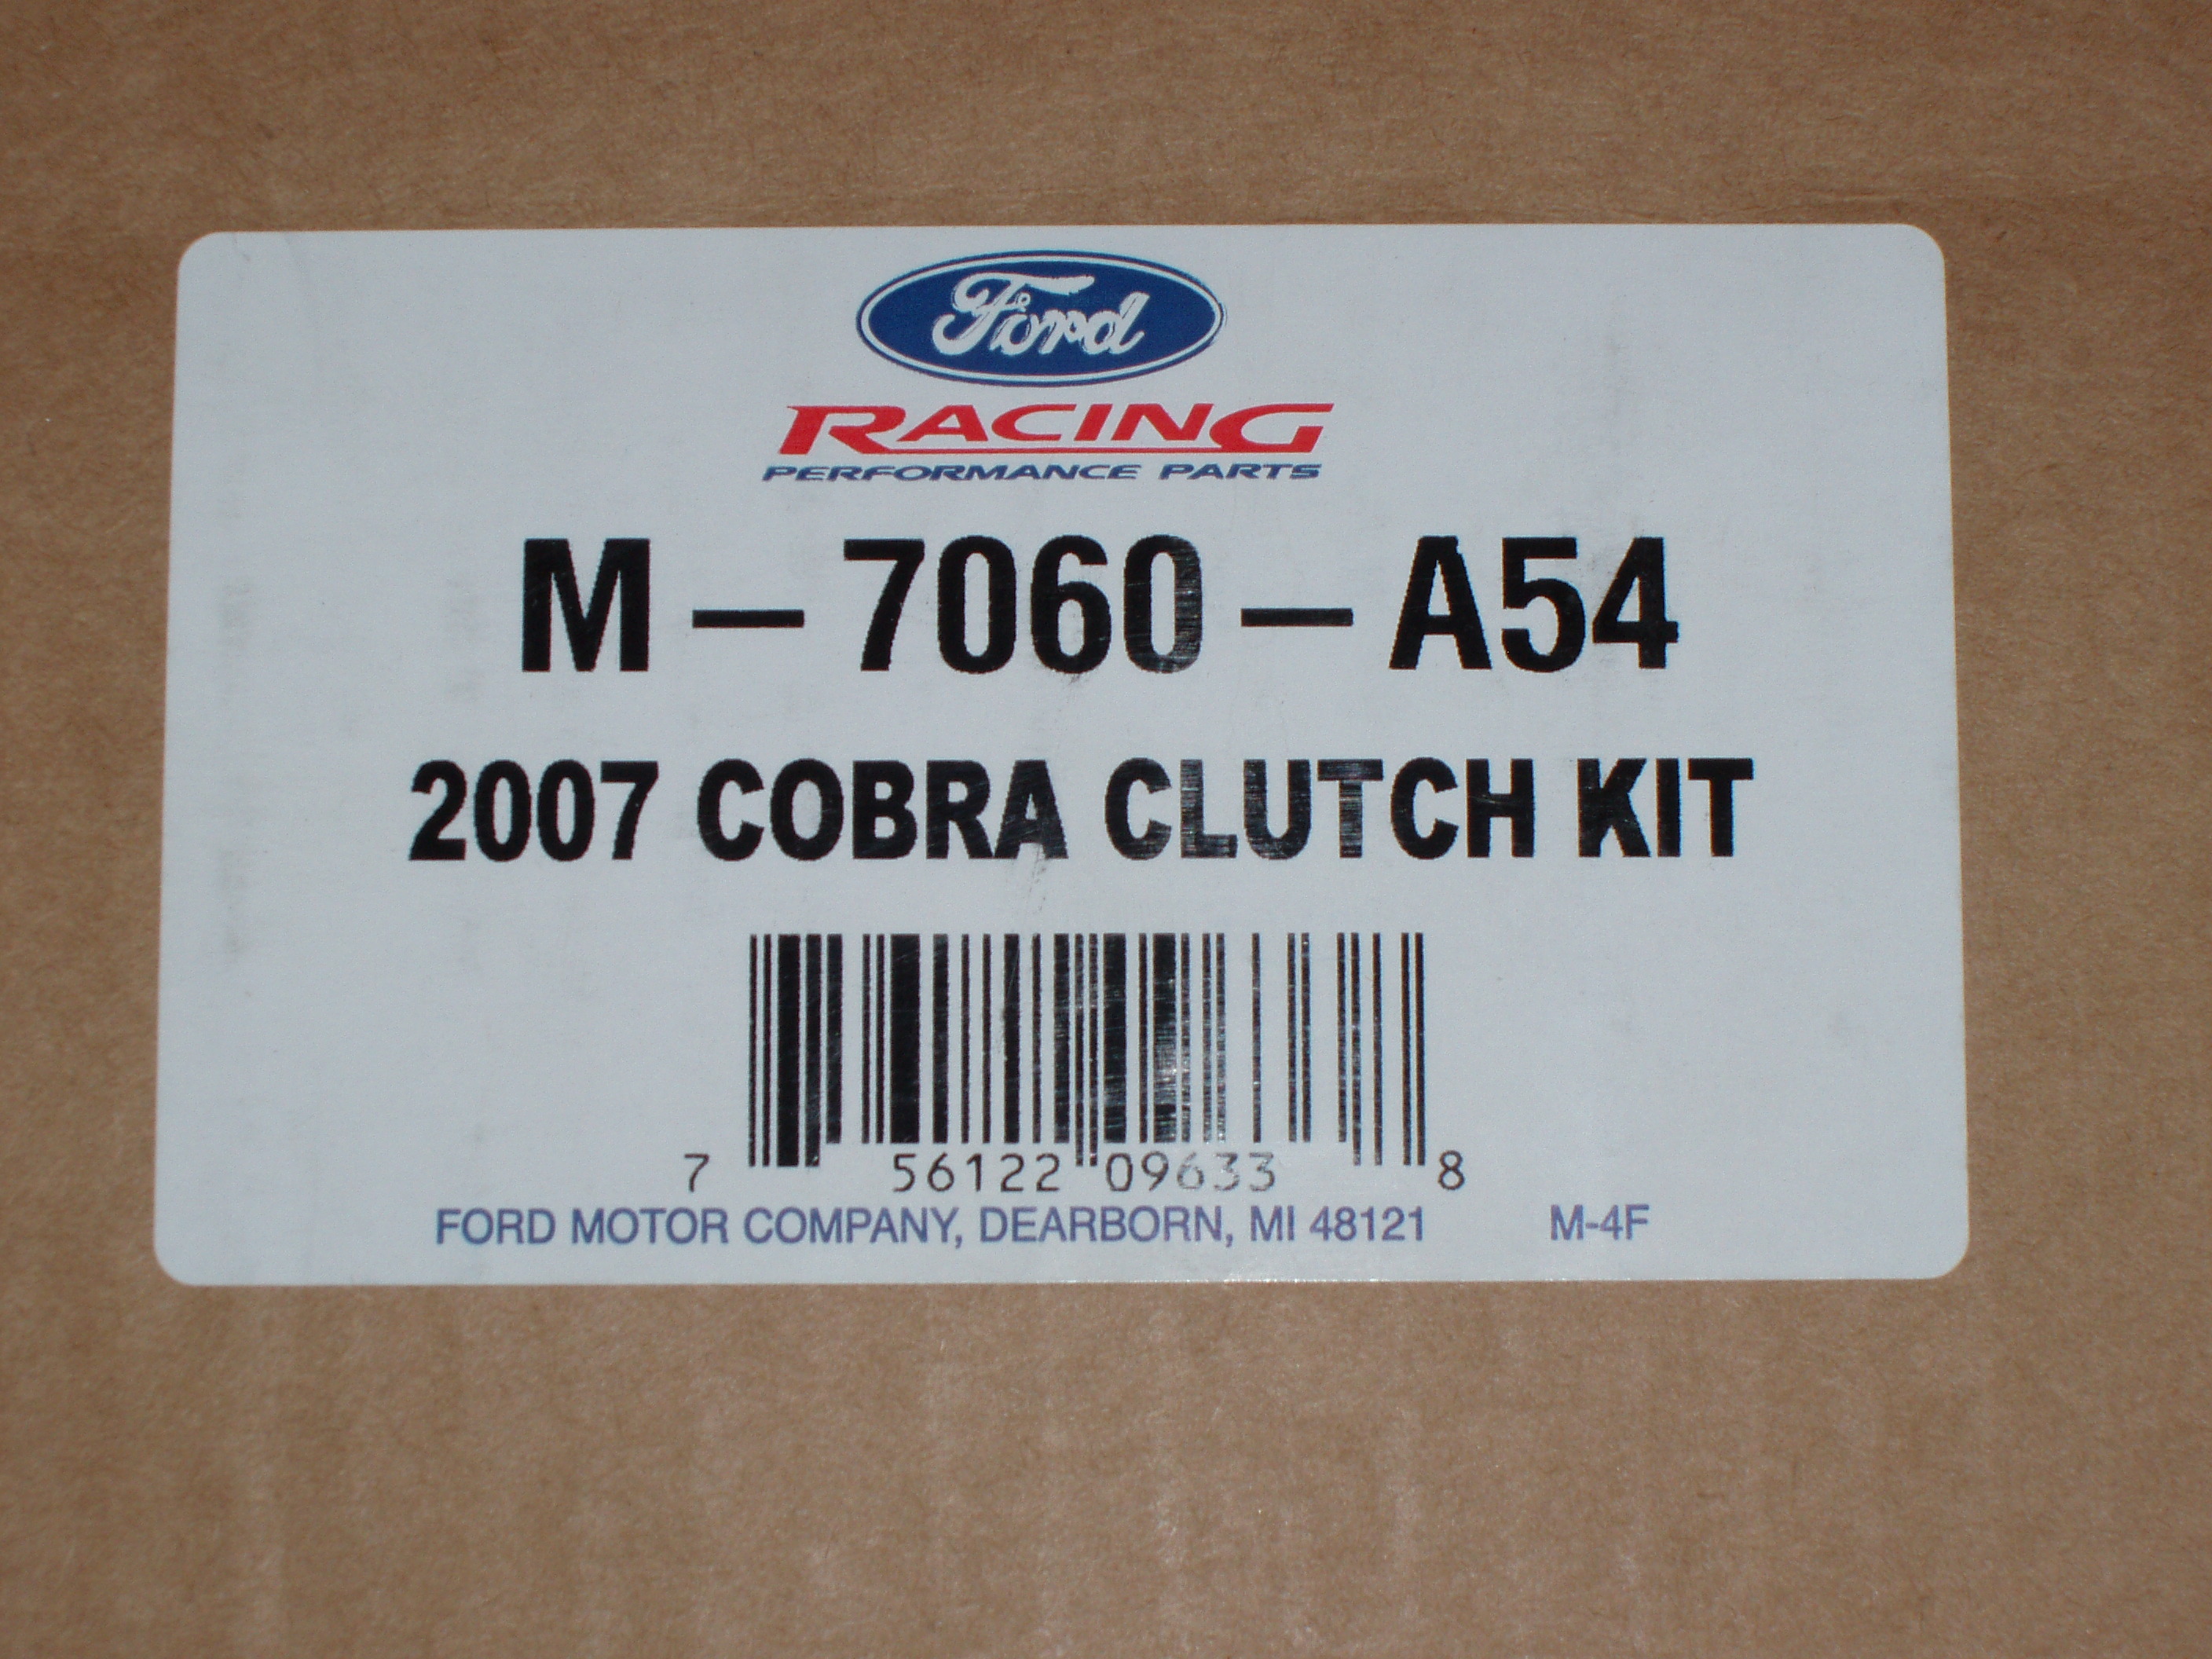 Ford
RACING
PERFORMANCE PARTS
M-7060-A54
2007 COBRA CLUTCH KIT
7 56122 09633 8
FORD MOTOR COMPANY, DEARBORN, MI 48121 M-4F